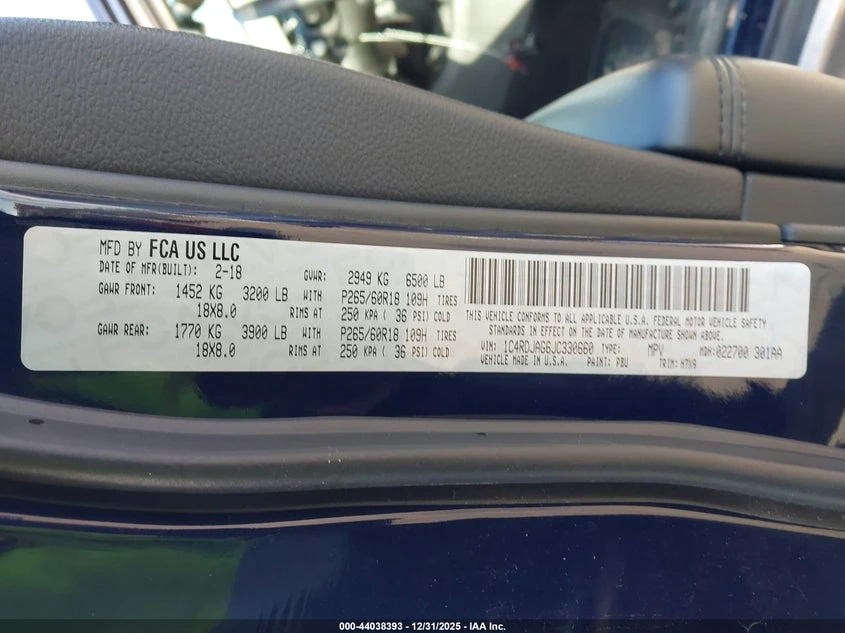 MFD BY FCA US LLC
DATE OF MFR(BUILT): 2-18 GVWR: 2949 KG 6500 LB
GAWR FRONT: 1452 KG 3200 LB WITH P265/60R18 109H TIRES
18X8.0 RIMS AT 250 KPA ( 36 PSI) COLD
GAWR REAR: 1770 KG 3900 LB WITH P265/60R18 109H TIRES
18X8.0 RIMS AT 250 KPA ( 36 PSI) COLD
THIS VEHICLE CONFORMS TO ALL APPLICABLE U.S.A. FEDERAL MOTOR VEHICLE SAFETY
STANDARDS IN EFFECT ON THE DATE OF MANUFACTURE SHOWN ABOVE.
VIN: 1C4RDJAG6JC330660 TYPE: MPV MDH: 022700 301AA
VEHICLE MADE IN U.S.A. PAINT: PBU TRIM:
000-44038393 - 12/31/2025 - IAA Inc.